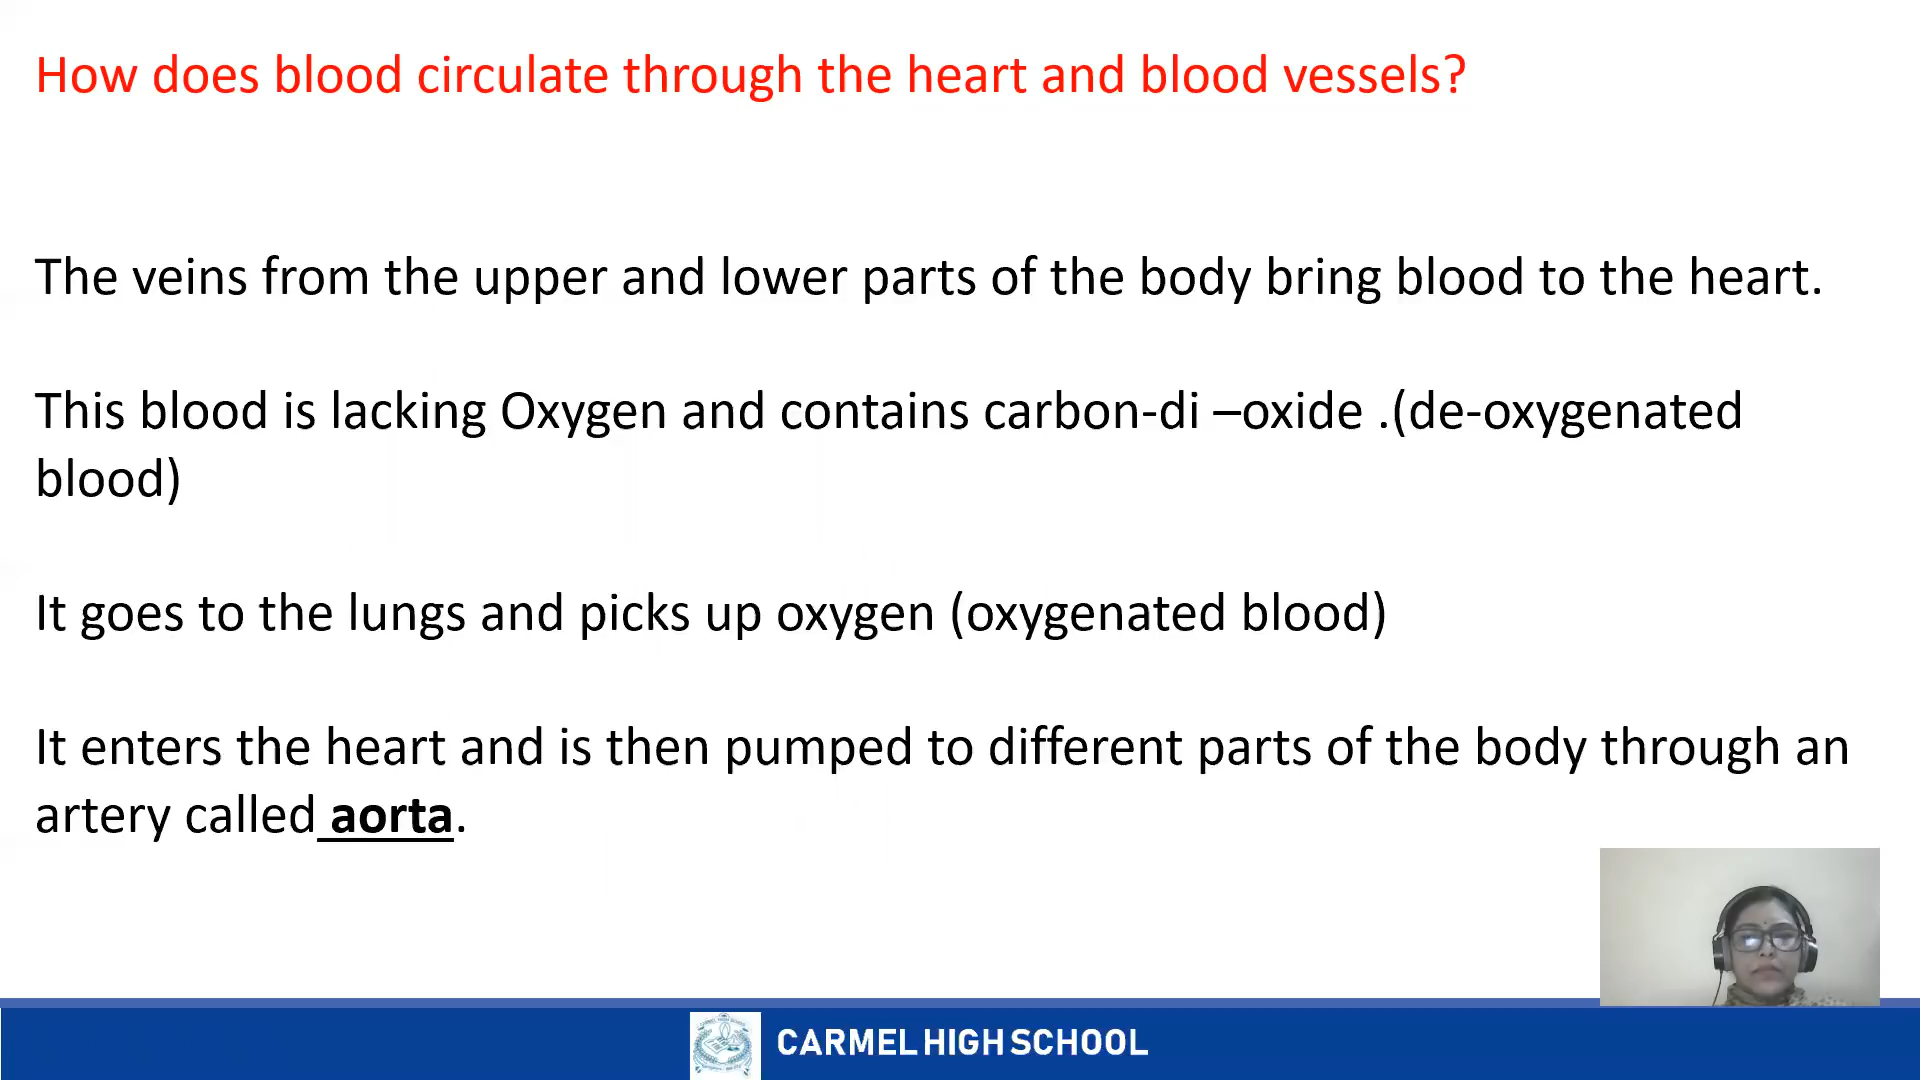 How does blood circulate through the heart and blood vessels?
The veins from the upper and lower parts of the body bring blood to the heart.
This blood is lacking Oxygen and contains carbon-di –oxide .(de-oxygenated
blood)
It goes to the lungs and picks up oxygen (oxygenated blood)
It enters the heart and is then pumped to different parts of the body through an
artery called aorta.
CARMEL HIGH SCHOOL